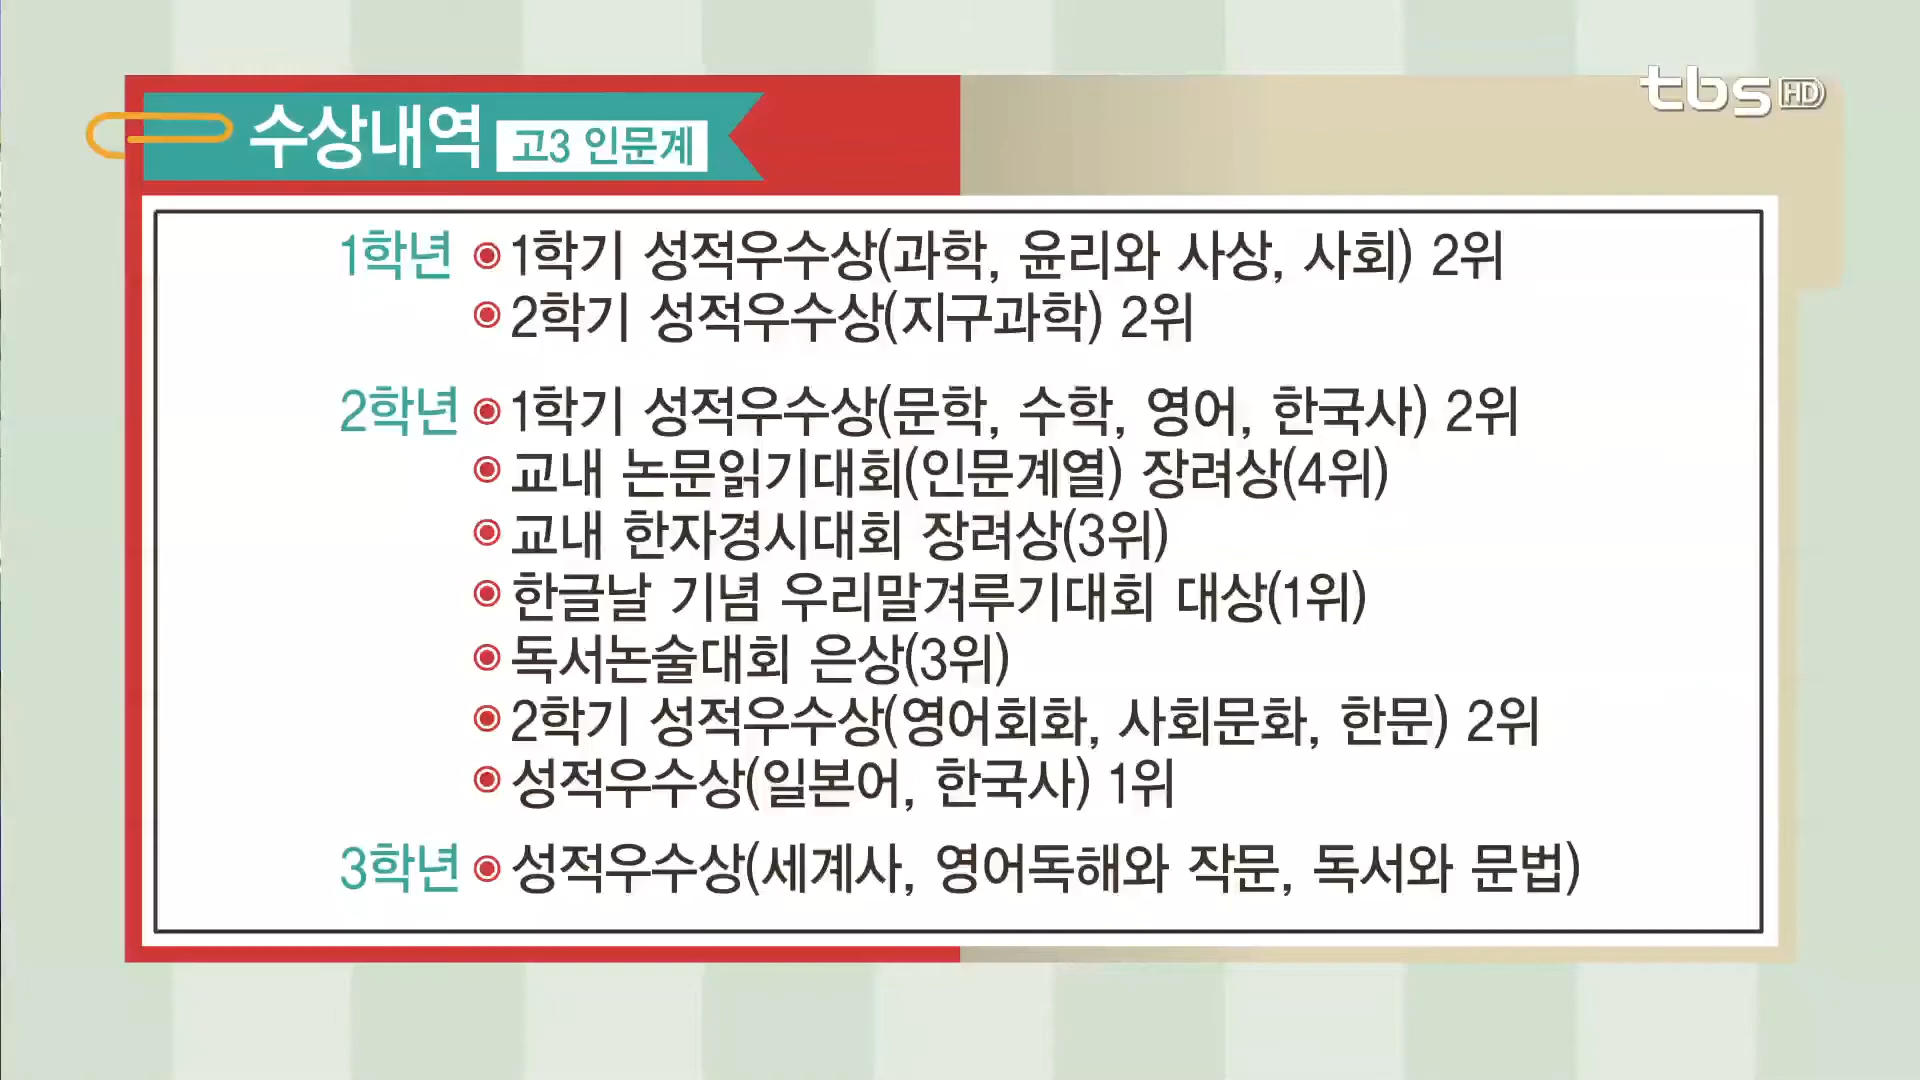 tbs HD
수상내역 고3 인문계
1학년 ◉ 1학기 성적우수상(과학, 윤리와 사상, 사회) 2위
◉ 2학기 성적우수상(지구과학) 2위
2학년 ◉ 1학기 성적우수상(문학, 수학, 영어, 한국사) 2위
◉ 교내 논문읽기대회(인문계열) 장려상(4위)
◉ 교내 한자경시대회 장려상(3위)
◉ 한글날 기념 우리말겨루기대회 대상(1위)
◉ 독서논술대회 은상(3위)
◉ 2학기 성적우수상(영어회화, 사회문화, 한문) 2위
◉ 성적우수상(일본어, 한국사) 1위
3학년 ◉ 성적우수상(세계사, 영어독해와 작문, 독서와 문법)